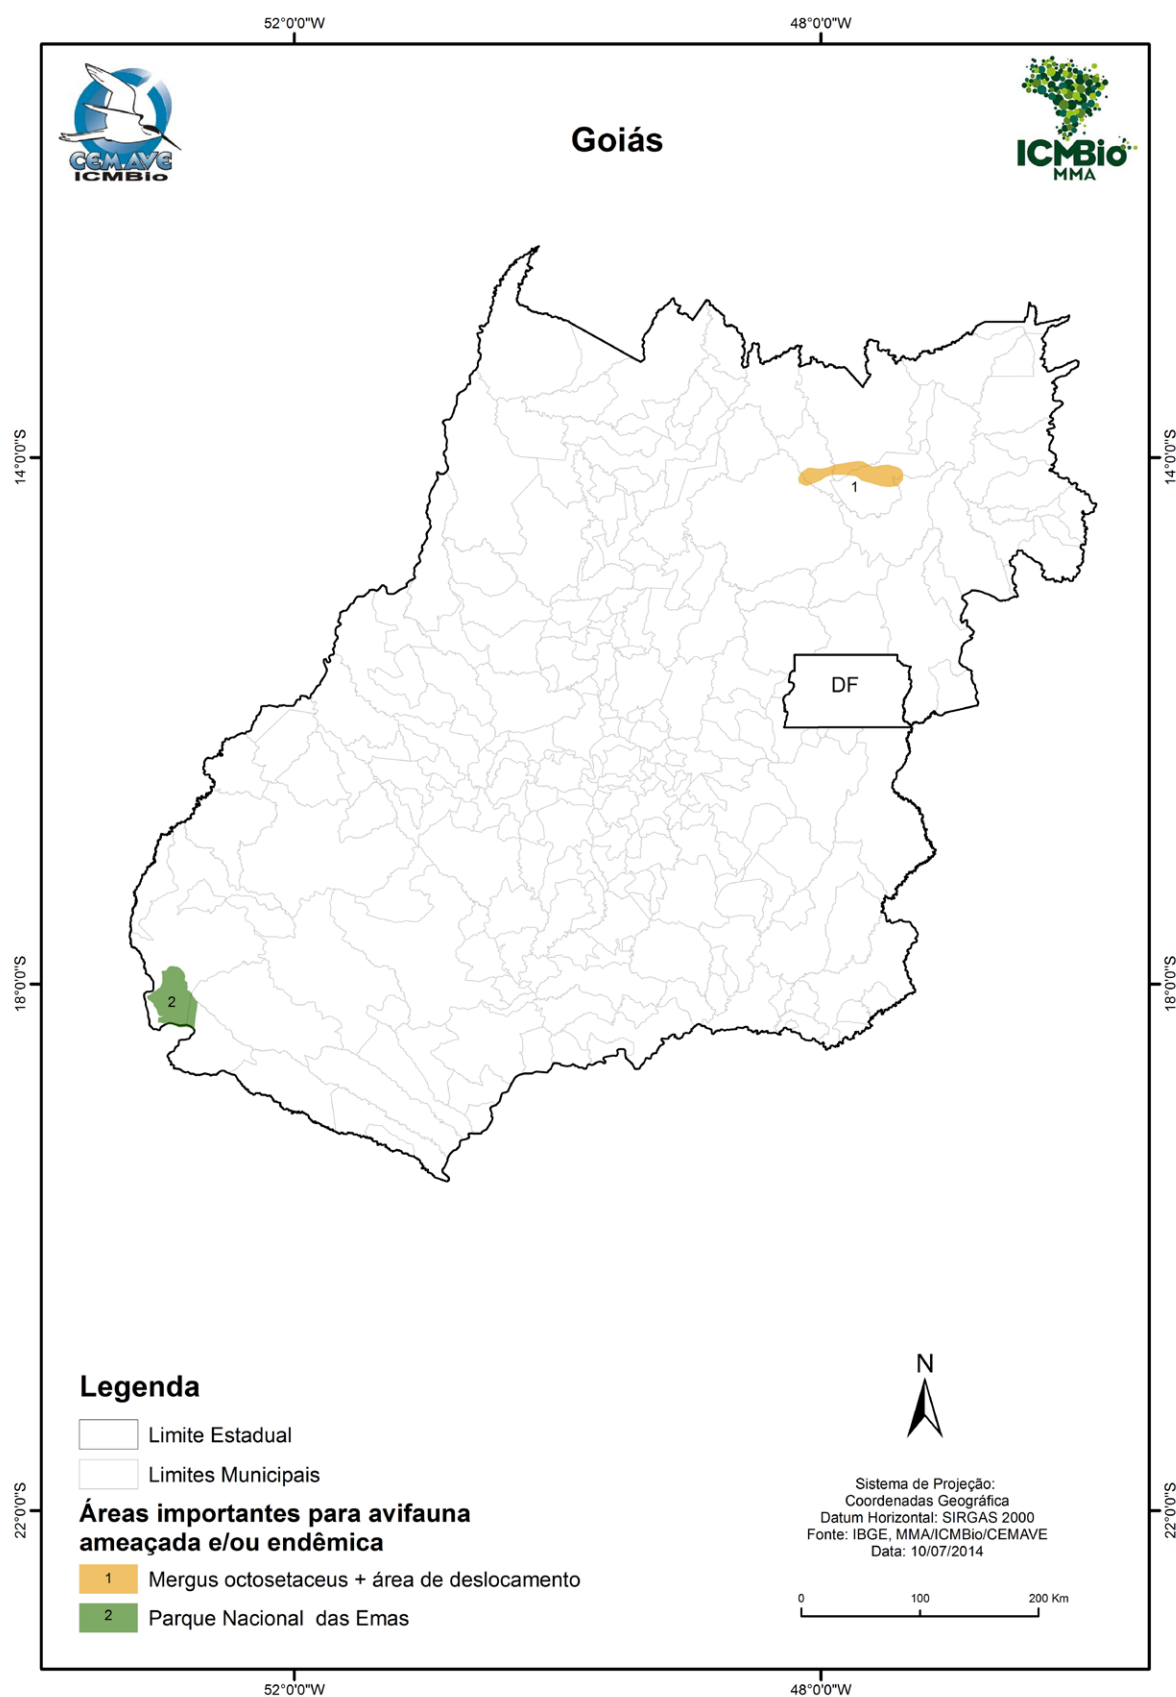 52°0'0"W
48°0'0"W
CEMAVE
ICMBio
Goiás
ICMBio
MMA
14°0'0"S
14°0'0"S
1
DF
2
18°0'0"S
18°0'0"S
N
Legenda
Limite Estadual
Limites Municipais
Áreas importantes para avifauna
ameaçada e/ou endêmica
1 Mergus octosetaceus + área de deslocamento
2 Parque Nacional das Emas
Sistema de Projeção:
Coordenadas Geográfica
Datum Horizontal: SIRGAS 2000
Fonte: IBGE, MMA/ICMBio/CEMAVE
Data: 10/07/2014
0 100 200 Km
22°0'0"S
22°0'0"S
52°0'0"W
48°0'0"W